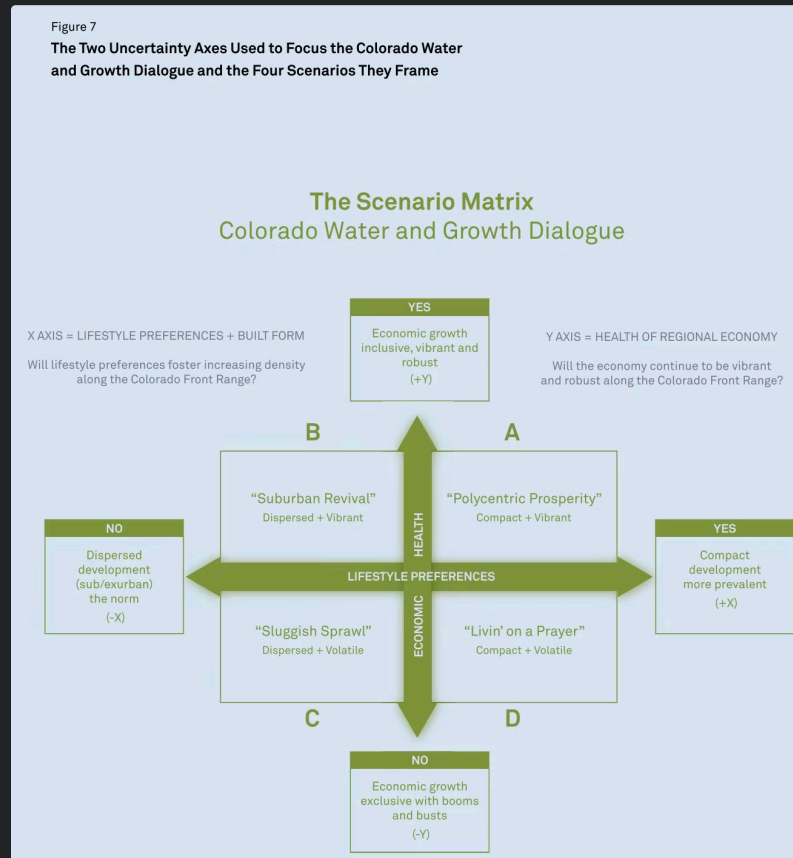 Figure 7
The Two Uncertainty Axes Used to Focus the Colorado Water
and Growth Dialogue and the Four Scenarios They Frame
The Scenario Matrix
Colorado Water and Growth Dialogue
X AXIS = LIFESTYLE PREFERENCES + BUILT FORM
Will lifestyle preferences foster increasing density
along the Colorado Front Range?
YES
Economic growth
inclusive, vibrant and
robust
(+Y)
Y AXIS = HEALTH OF REGIONAL ECONOMY
Will the economy continue to be vibrant
and robust along the Colorado Front Range?
B
A
“Suburban Revival”
Dispersed + Vibrant
“Polycentric Prosperity”
Compact + Vibrant
NO
Dispersed
development
(sub/exurban)
the norm
(-X)
LIFESTYLE PREFERENCES
ECONOMIC HEALTH
YES
Compact
development
more prevalent
(+X)
“Sluggish Sprawl”
Dispersed + Volatile
“Livin’ on a Prayer”
Compact + Volatile
C
D
NO
Economic growth
exclusive with booms
and busts
(-Y)